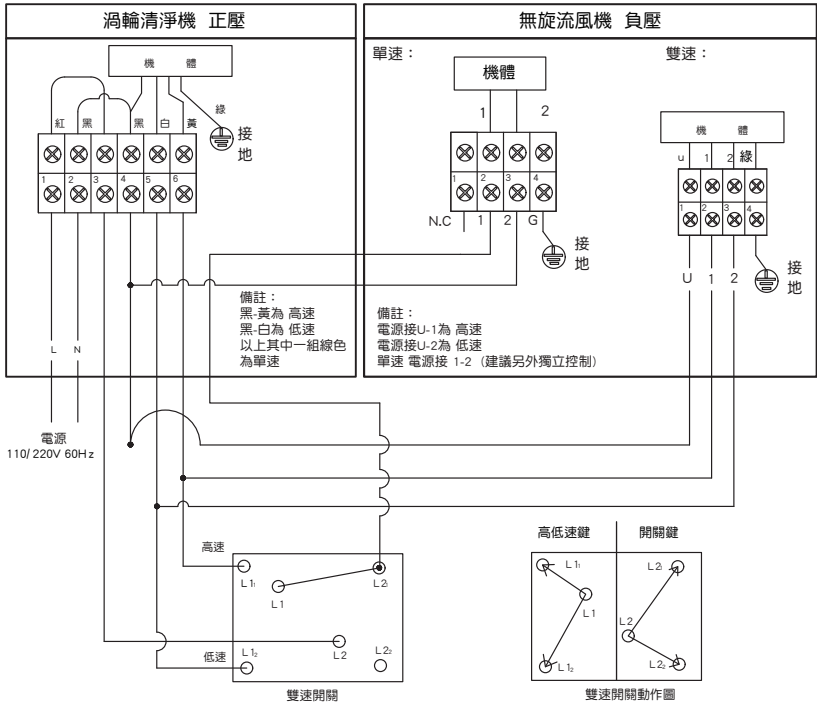 渦輪清淨機 正壓
無旋流風機 負壓
機 體
紅
黑
黑
白
黃
綠
接
地
1
2
3
4
5
6
L
N
電源
110/220V 60Hz
備註：
黑-黃為 高速
黑-白為 低速
以上其中一組線色
為單速
單速：
機體
1
2
1
2
3
4
N.C
1
2
G
接
地
雙速：
機 體
u
1
2
綠
1
2
3
4
U
1
2
接
地
備註：
電源接U-1為 高速
電源接U-2為 低速
單速 電源接 1-2（建議另外獨立控制）
高速
L1₁
L1
L2₁
L2
低速
L1₂
L2₂
雙速開關
高低速鍵
開關鍵
L1₁
L1
L1₂
L2₁
L2
L2₂
雙速開關動作圖